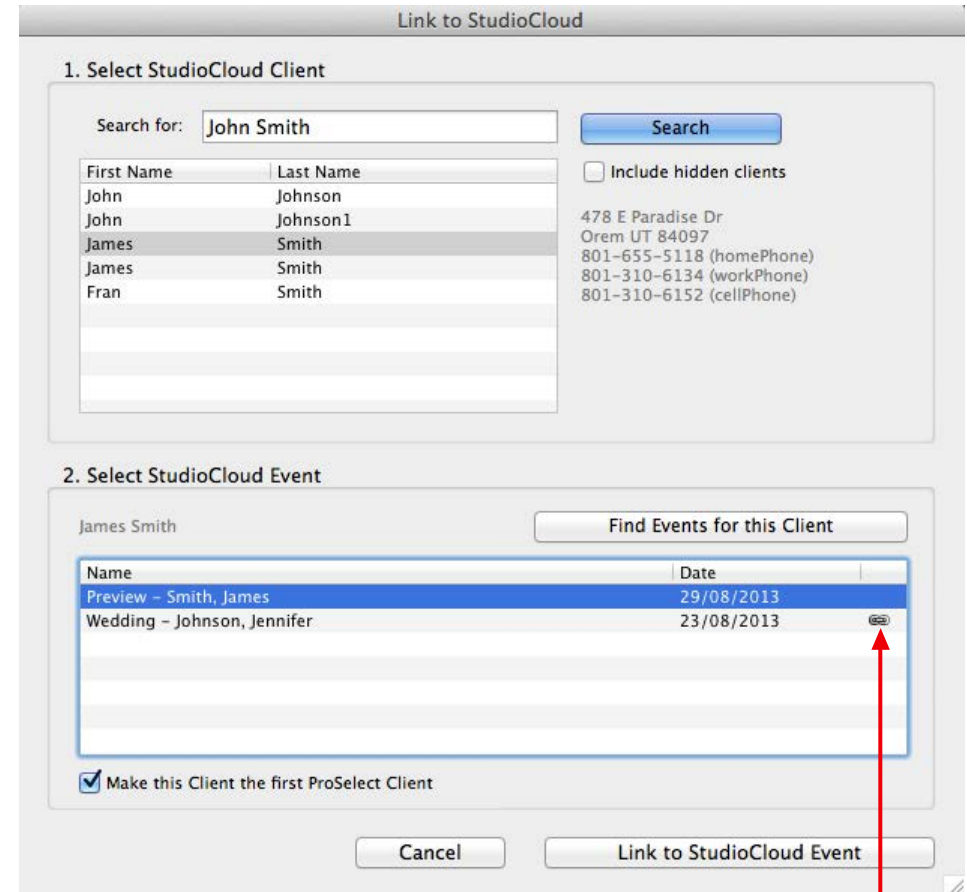 Link to StudioCloud
1. Select StudioCloud Client
Search for: John Smith Search
First Name Last Name
Include hidden clients
John Johnson
John Johnson1
James Smith
James Smith
Fran Smith
478 E Paradise Dr
Orem UT 84097
801-655-5118 (homePhone)
801-310-6134 (workPhone)
801-310-6152 (cellPhone)
2. Select StudioCloud Event
James Smith Find Events for this Client
Name Date
Preview – Smith, James 29/08/2013
Wedding – Johnson, Jennifer 23/08/2013
Make this Client the first ProSelect Client
Cancel Link to StudioCloud Event